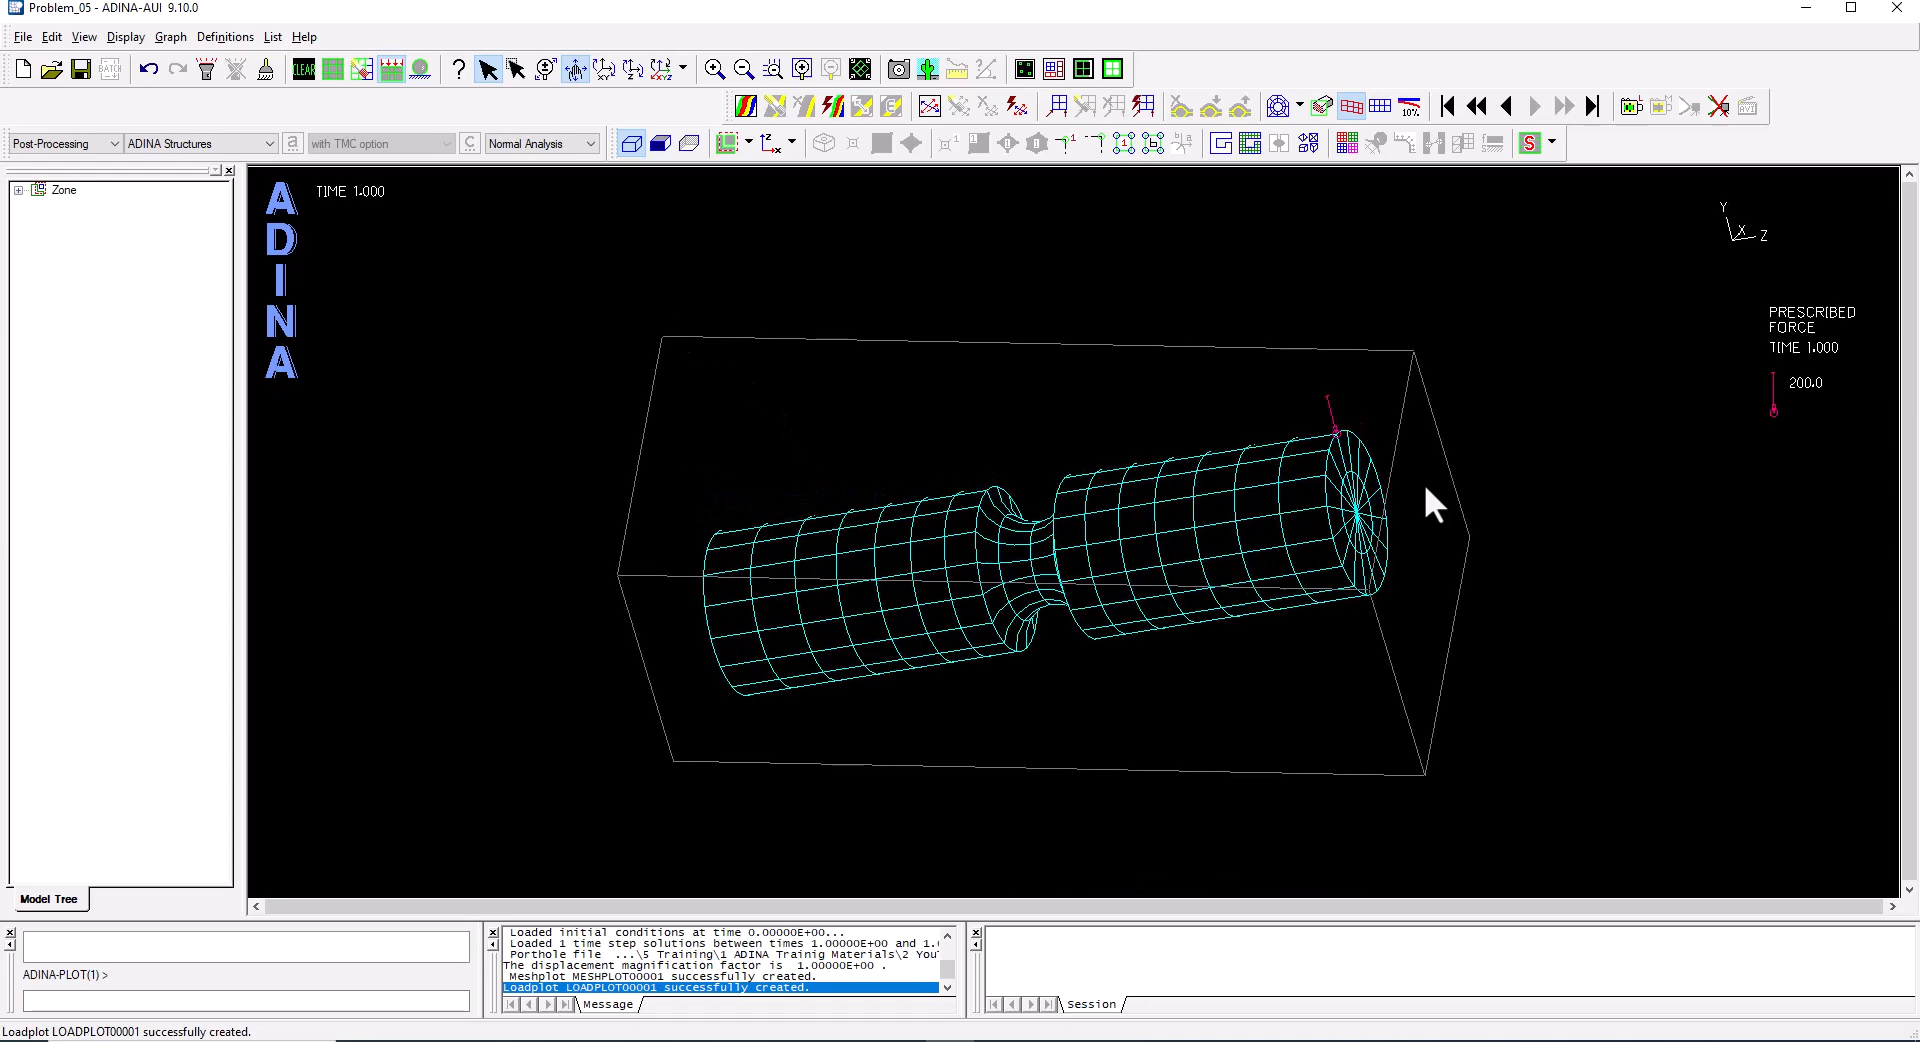 Problem_05 - ADINA-AUI 9.10.0
File Edit View Display Graph Definitions List Help
BATCH
CLEAR
XYZ
10%
Post-Processing
ADINA Structures
a
with TMC option
C
Normal Analysis
S
Zone
ADINA
TIME 1.000
Y
X
Z
PRESCRIBED
FORCE
TIME 1.000
200.0
Model Tree
ADINA-PLOT(1) >
Loaded initial conditions at time 0.00000E+00...
Loaded 1 time step solutions between times 1.00000E+00 and 1.
Porthole file ...\5 Training\1 ADINA Trainig Materials\2 You
The displacement magnification factor is 1.00000E+00 .
Meshplot MESHPLOT00001 successfully created.
Loadplot LOADPLOT00001 successfully created.
Message
Session
Loadplot LOADPLOT00001 successfully created.